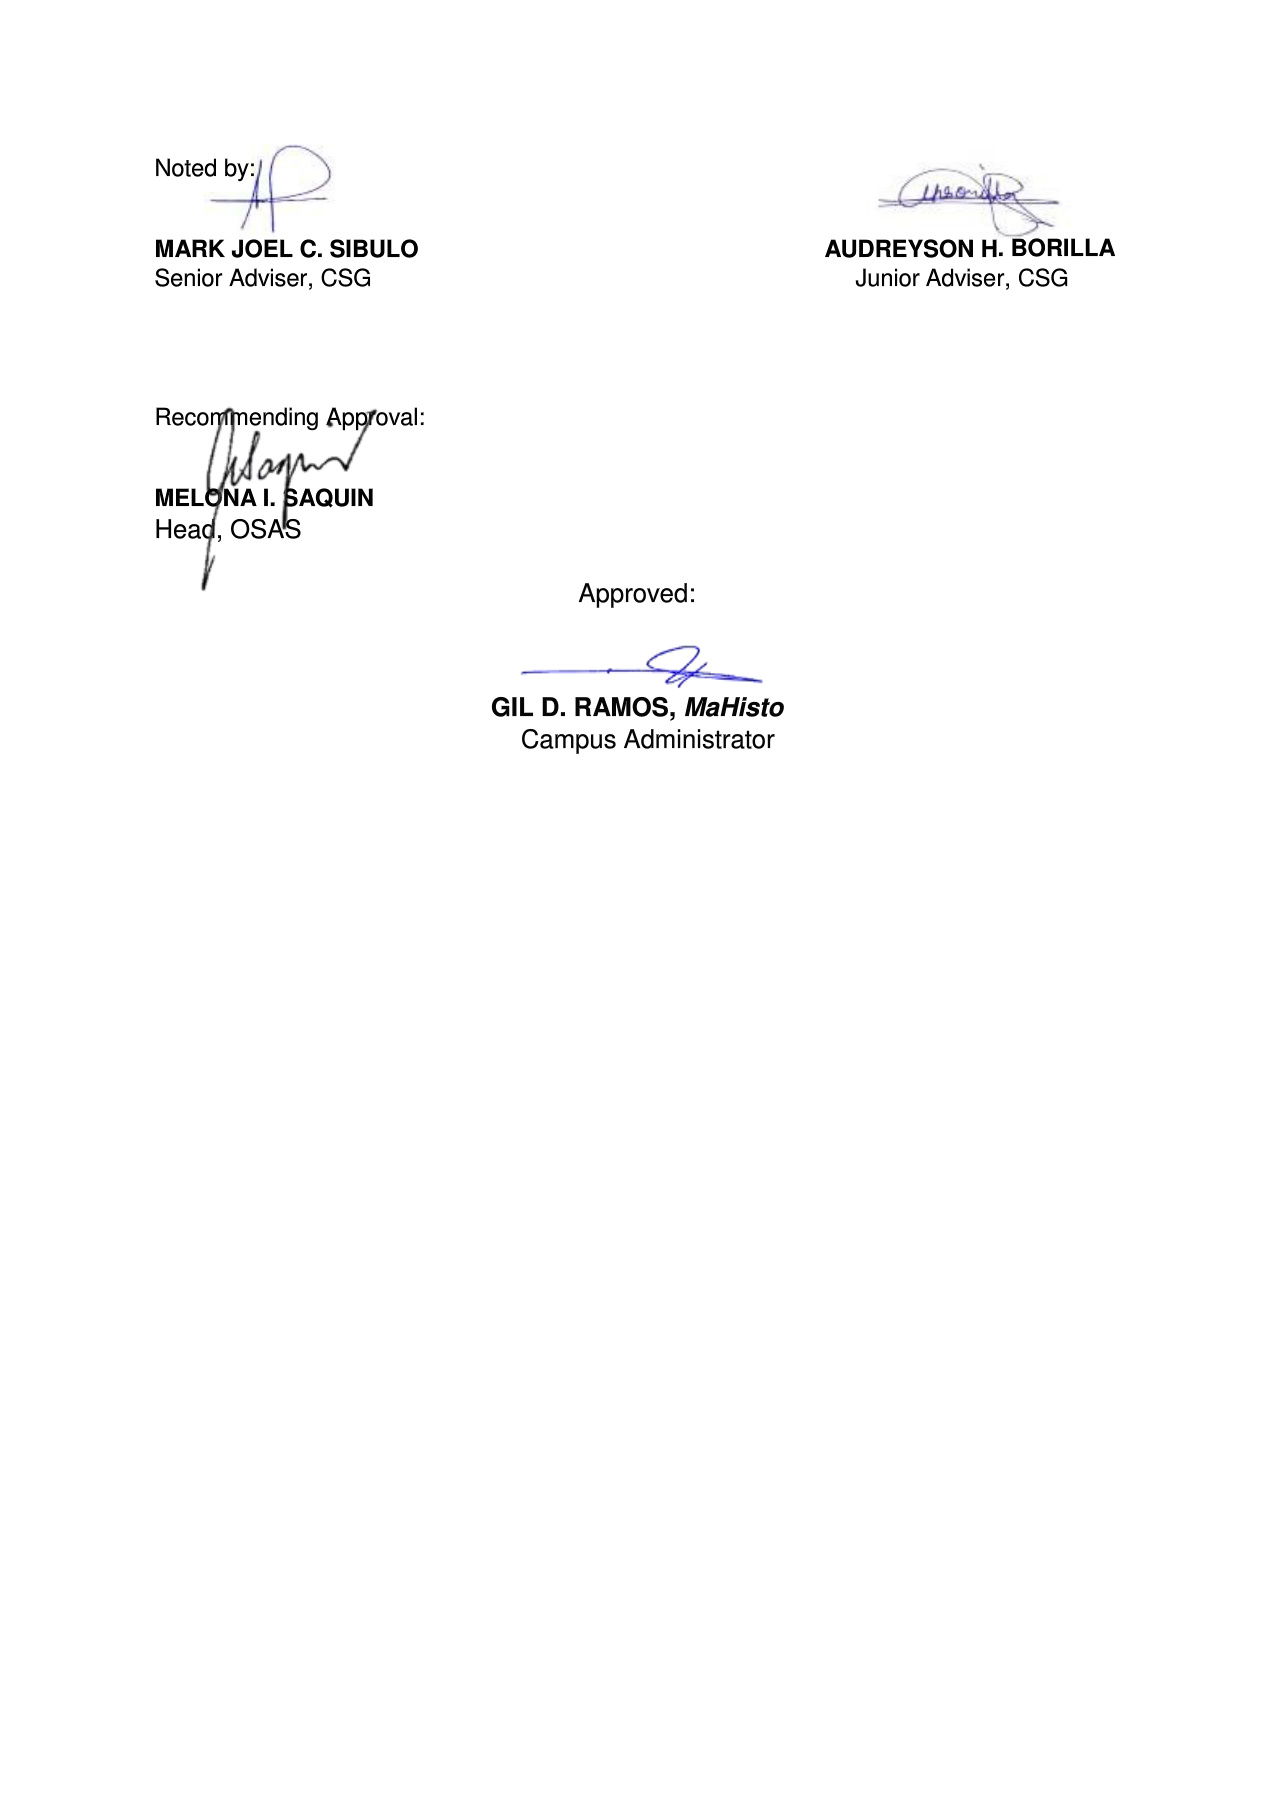 Noted by:
MARK JOEL C. SIBULO
Senior Adviser, CSG
AUDREYSON H. BORILLA
Junior Adviser, CSG
Recommending Approval:
MELONA I. SAQUIN
Head, OSAS
Approved:
GIL D. RAMOS, MaHisto
Campus Administrator